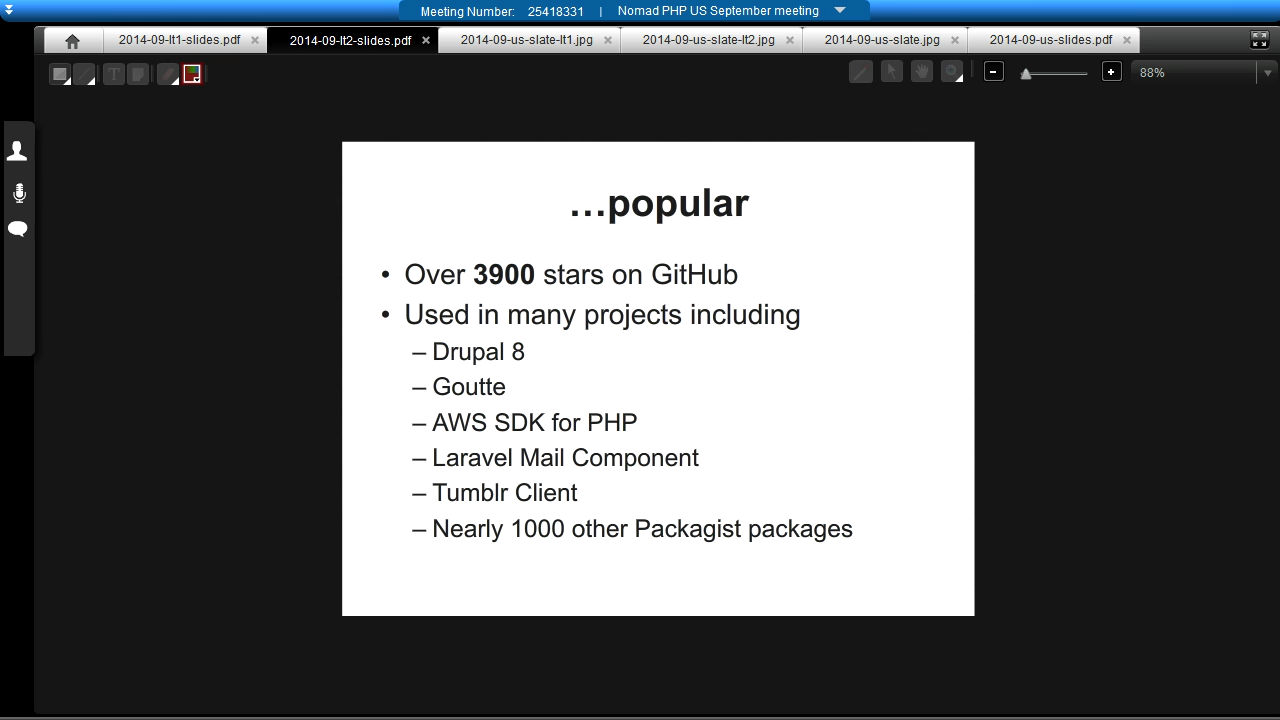 Meeting Number: 25418331 | Nomad PHP US September meeting
2014-09-lt1-slides.pdf
2014-09-lt2-slides.pdf
2014-09-us-slate-lt1.jpg
2014-09-us-slate-lt2.jpg
2014-09-us-slate.jpg
2014-09-us-slides.pdf
T
88%
…popular
• Over 3900 stars on GitHub
• Used in many projects including
– Drupal 8
– Goutte
– AWS SDK for PHP
– Laravel Mail Component
– Tumblr Client
– Nearly 1000 other Packagist packages